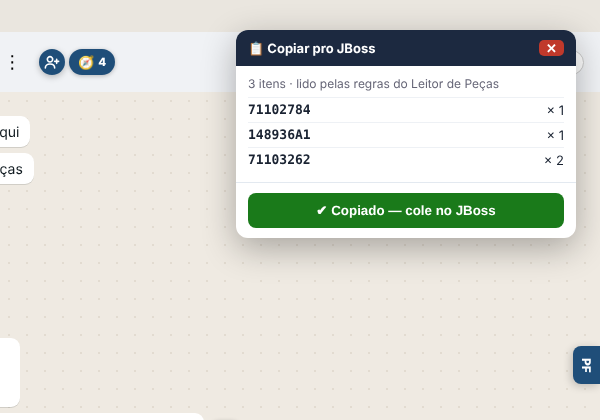 4
📋 Copiar pro JBoss
✕
3 itens · lido pelas regras do Leitor de Peças
71102784 × 1
148936A1 × 1
71103262 × 2
✔ Copiado — cole no JBoss
qui
ças
PF